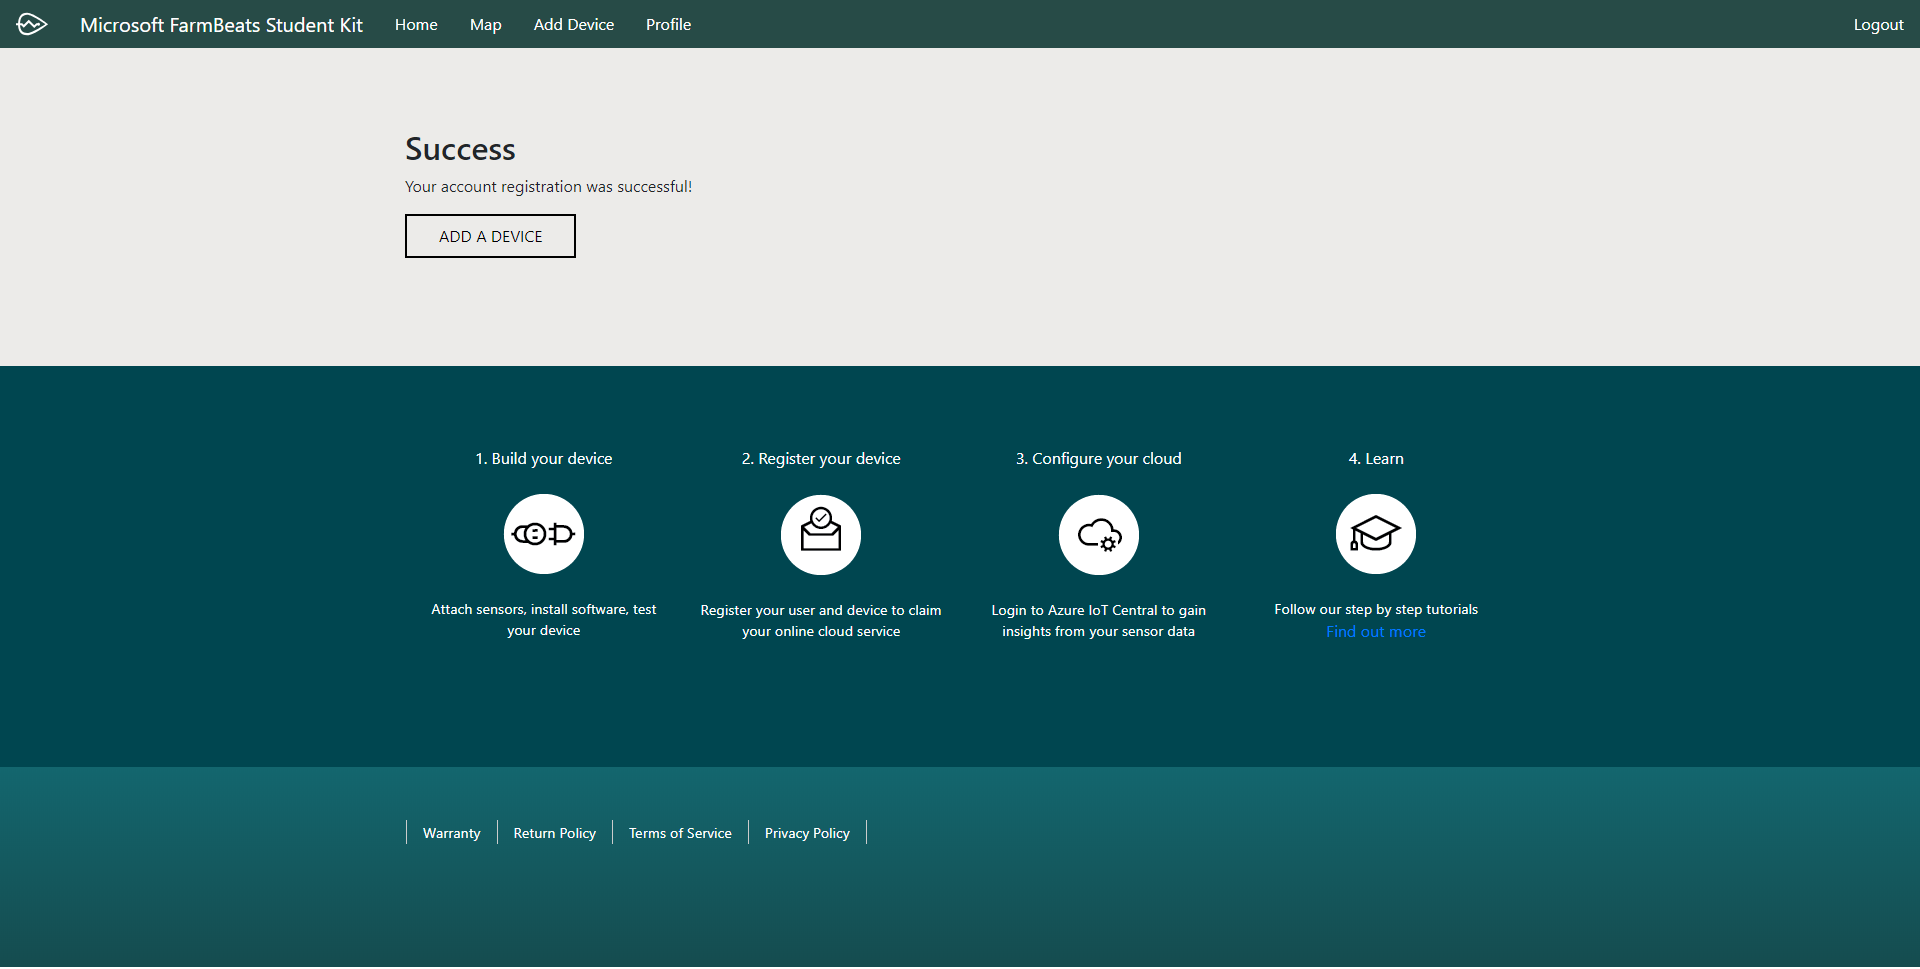 Microsoft FarmBeats Student Kit Home Map Add Device Profile Logout
Success
Your account registration was successful!
ADD A DEVICE
1. Build your device
Attach sensors, install software, test
your device
2. Register your device
Register your user and device to claim
your online cloud service
3. Configure your cloud
Login to Azure IoT Central to gain
insights from your sensor data
4. Learn
Follow our step by step tutorials
Find out more
Warranty Return Policy Terms of Service Privacy Policy